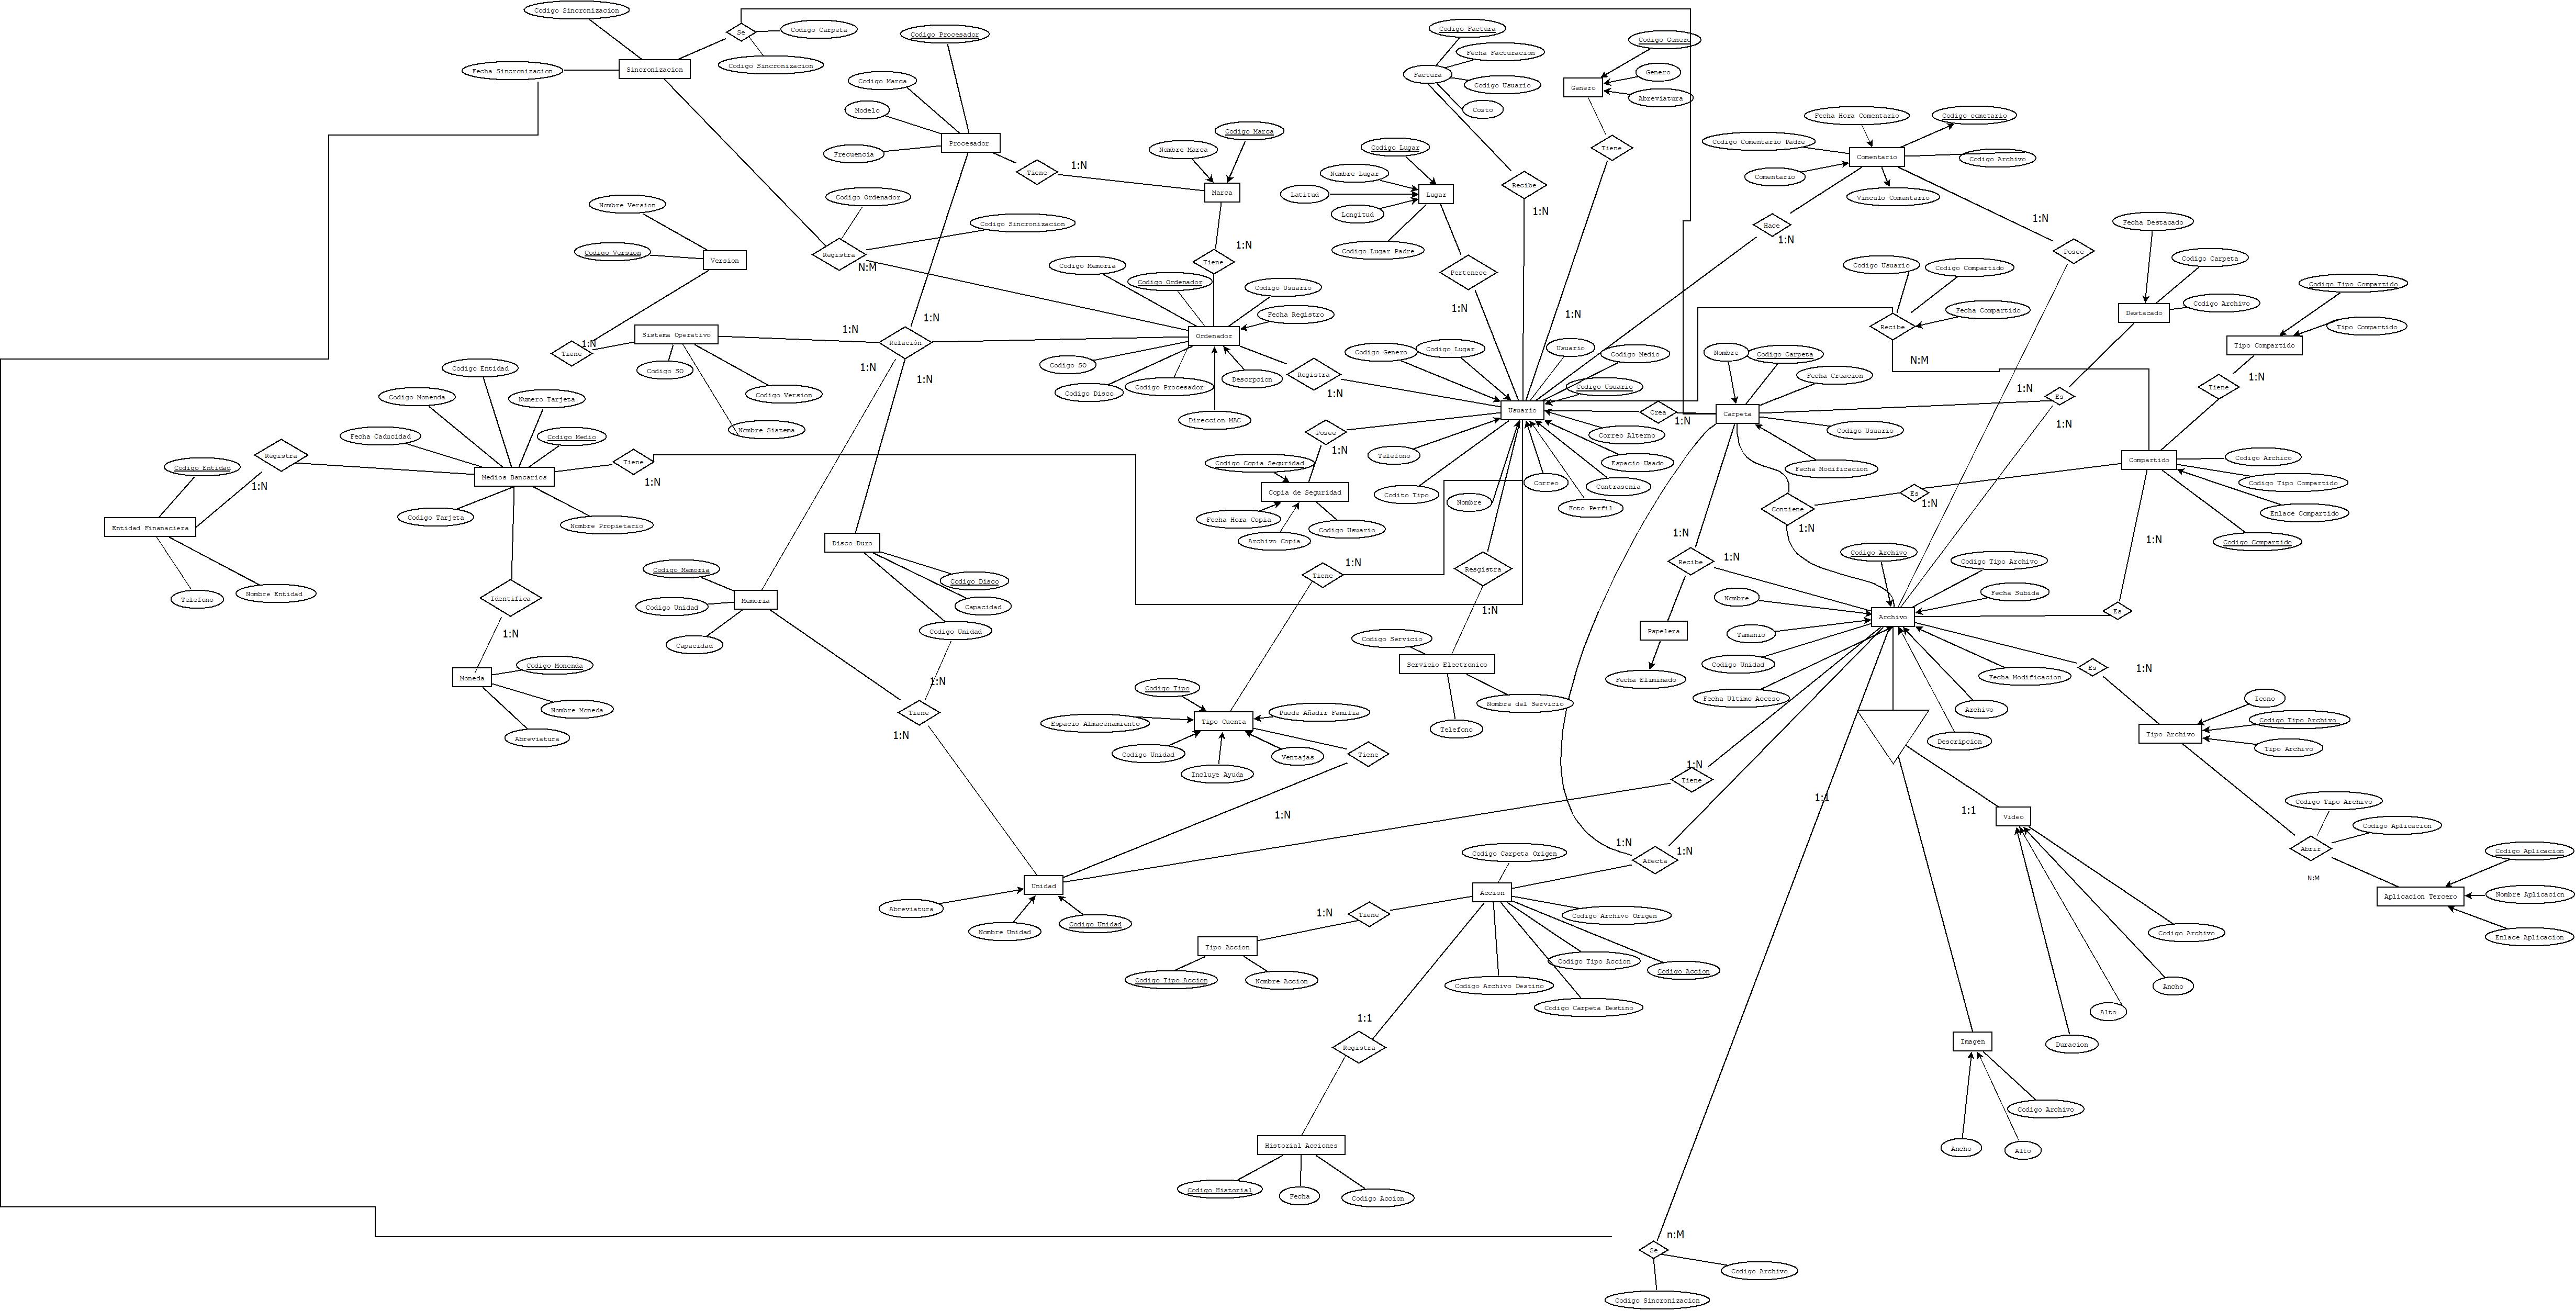 Codigo Sincronizacion
Se
Codigo Carpeta
Codigo Sincronizacion
Fecha Sincronizacion
Sincronizacion
Codigo Procesador
Codigo Marca
Modelo
Frecuencia
Procesador
Tiene
1:N
Nombre Marca
Codigo Marca
Marca
Codigo Factura
Fecha Facturacion
Factura
Codigo Usuario
Costo
Codigo Genero
Genero
Genero
Abreviatura
Tiene
Recibe
1:N
Codigo Lugar
Nombre Lugar
Latitud
Lugar
Longitud
Codigo Lugar Padre
Pertenece
1:N
1:N
Fecha Hora Comentario
Codigo cometario
Codigo Comentario Padre
Comentario
Codigo Archivo
Comentario
Vinculo Comentario
Hace
1:N
1:N
Posee
Fecha Destacado
Codigo Carpeta
Codigo Archivo
Destacado
Codigo Usuario
Codigo Compartido
Fecha Compartido
Recibe
N:M
Codigo Tipo Compartido
Tipo Compartido
Tipo Compartido
Tiene
1:N
Nombre Version
Codigo Version
Version
Codigo Ordenador
Codigo Sincronizacion
Registra
N:M
Tiene
1:N
Codigo Memoria
Codigo Ordenador
Codigo Usuario
Fecha Registro
Ordenador
Codigo SO
Codigo Disco
Codigo Procesador
Descrpcion
Direccion MAC
Registra
1:N
Sistema Operativo
Tiene
1:N
Codigo SO
Codigo Version
Nombre Sistema
1:N
1:N
Relación
1:N
1:N
Codigo Entidad
Codigo Monenda
Numero Tarjeta
Fecha Caducidad
Codigo Medio
Medios Bancarios
Tiene
1:N
Codigo Tarjeta
Nombre Propietario
Registra
1:N
Codigo Entidad
Entidad Finanaciera
Telefono
Nombre Entidad
Identifica
1:N
Moneda
Codigo Monenda
Nombre Moneda
Abreviatura
Codigo Genero
Codigo_Lugar
Usuario
Codigo Medio
Codigo Usuario
Usuario
Crea
1:N
Correo Alterno
Espacio Usado
Contrasenia
Foto Perfil
Correo
Nombre
Codito Tipo
Telefono
Posee
1:N
Codigo Copia Seguridad
Copia de Seguridad
Fecha Hora Copia
Archivo Copia
Codigo Usuario
Nombre
Codigo Carpeta
Fecha Creacion
Carpeta
Codigo Usuario
Fecha Modificacion
1:N
Es
1:N
Compartido
Codigo Archico
Codigo Tipo Compartido
Enlace Compartido
Codigo Compartido
Es
1:N
Contiene
1:N
1:N
Es
Disco Duro
Codigo Disco
Capacidad
Codigo Unidad
Codigo Memoria
Codigo Unidad
Memoria
Capacidad
1:N
Tiene
1:N
Tiene
1:N
Resgistra
1:N
Codigo Servicio
Servicio Electronico
Nombre del Servicio
Telefono
1:N
1:N
Recibe
Papelera
Fecha Eliminado
Codigo Archivo
Codigo Tipo Archivo
Nombre
Fecha Subida
Archivo
Tamanio
Codigo Unidad
Fecha Ultimo Acceso
Fecha Modificacion
Archivo
Descripcion
Es
1:N
Icono
Codigo Tipo Archivo
Tipo Archivo
Tipo Archivo
Codigo Tipo
Espacio Almacenamiento
Tipo Cuenta
Puede Añadir Familia
Codigo Unidad
Ventajas
Incluye Ayuda
Tiene
1:N
1:N
Tiene
1:1
1:1
Video
Codigo Tipo Archivo
Codigo Aplicacion
Abrir
N:M
Codigo Aplicacion
Nombre Aplicacion
Aplicacion Tercero
Enlace Aplicacion
Unidad
Abreviatura
Nombre Unidad
Codigo Unidad
1:N
1:N
Afecta
Codigo Carpeta Origen
Accion
Codigo Archivo Origen
Codigo Tipo Accion
Codigo Accion
Codigo Archivo Destino
Codigo Carpeta Destino
Tiene
1:N
Tipo Accion
Codigo Tipo Accion
Nombre Accion
Codigo Archivo
Ancho
Alto
Duracion
1:1
Registra
Imagen
Codigo Archivo
Ancho
Alto
Historial Acciones
Codigo Historial
Fecha
Codigo Accion
n:M
Se
Codigo Archivo
Codigo Sincronizacion